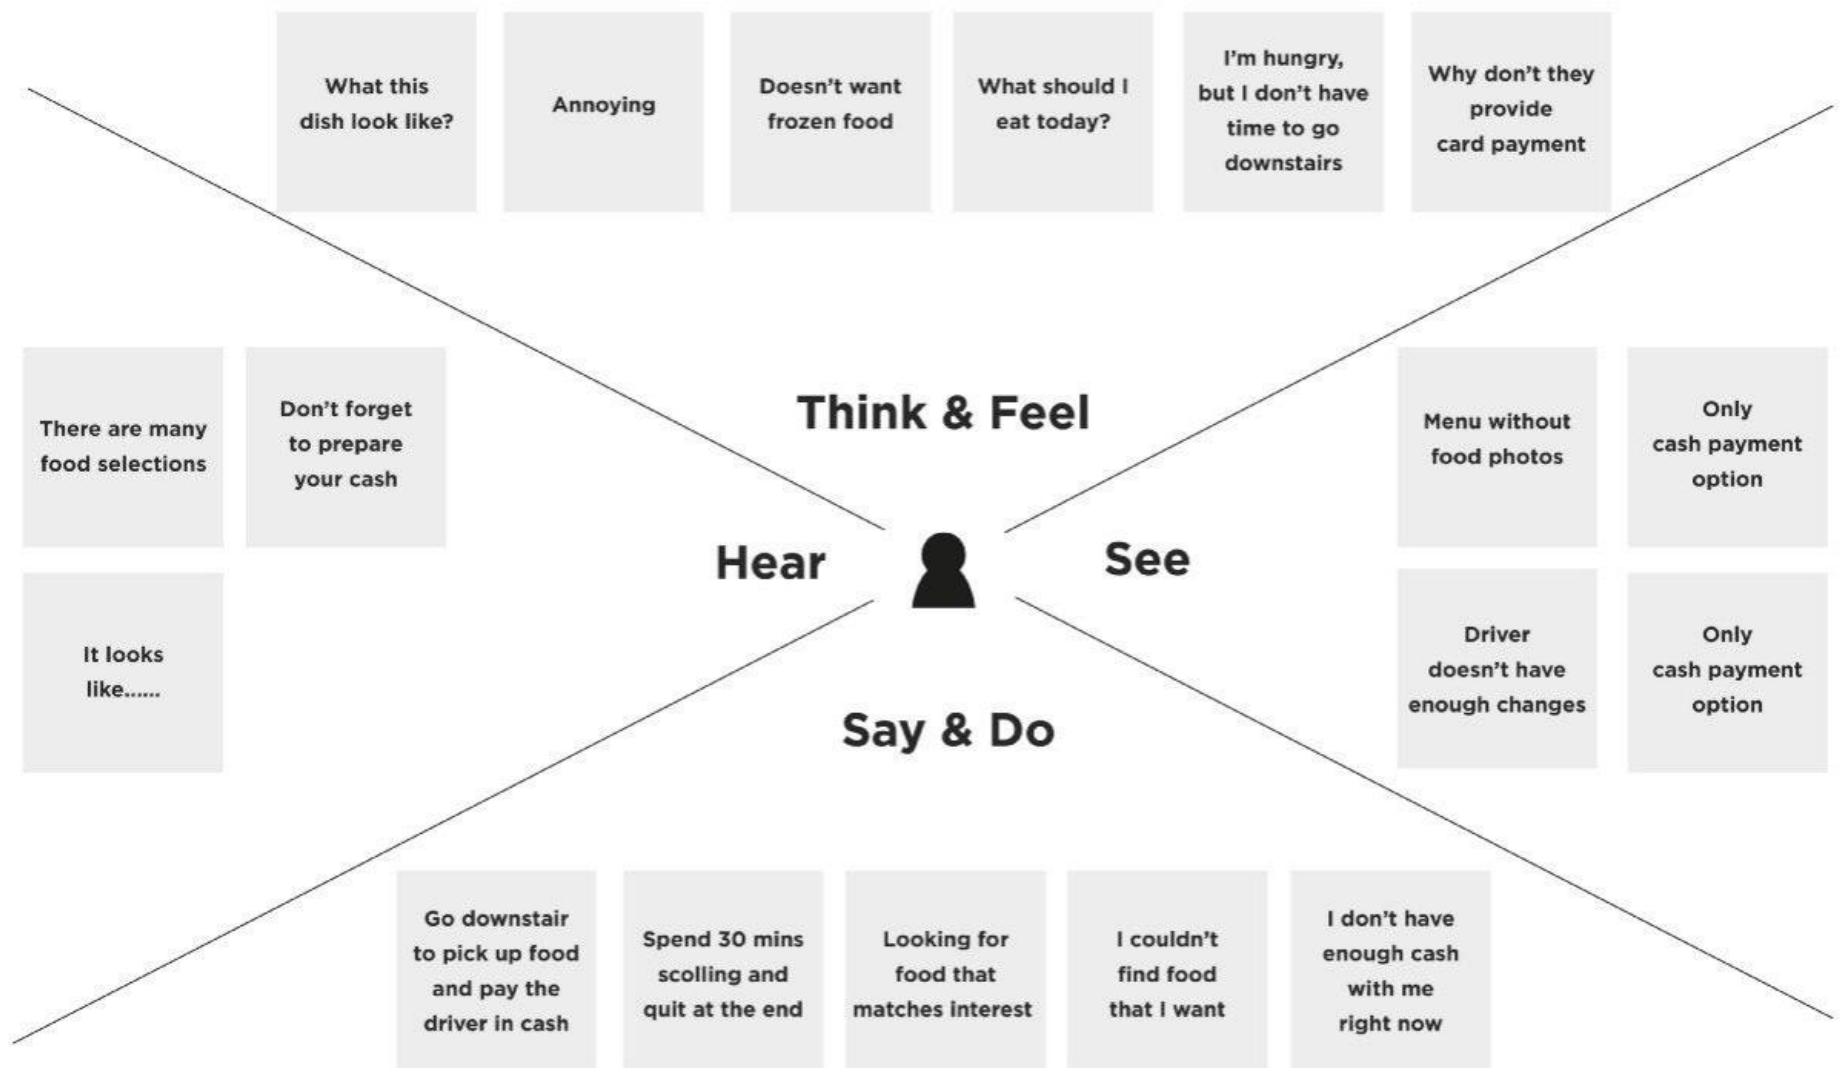 What this
dish look like?
Annoying
Doesn't want
frozen food
What should I
eat today?
I'm hungry,
but I don't have
time to go
downstairs
Why don't they
provide
card payment
There are many
food selections
Don't forget
to prepare
your cash
It looks
like......
Think & Feel
Hear
See
Say & Do
Menu without
food photos
Only
cash payment
option
Driver
doesn't have
enough changes
Only
cash payment
option
Go downstair
to pick up food
and pay the
driver in cash
Spend 30 mins
scolling and
quit at the end
Looking for
food that
matches interest
I couldn't
find food
that I want
I don't have
enough cash
with me
right now